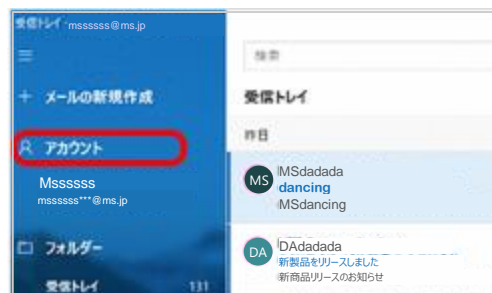 受信トレイ -mssssss@ms.jp
検索
+ メールの新規作成
受信トレイ
昨日
アカウント
MS
MSdadada
dancing
MSdancing
Mssssss
mssssss***@ms.jp
DA
DAdadada
新製品をリリースしました
新商品リリースのお知らせ
フォルダー
受信トレイ 131